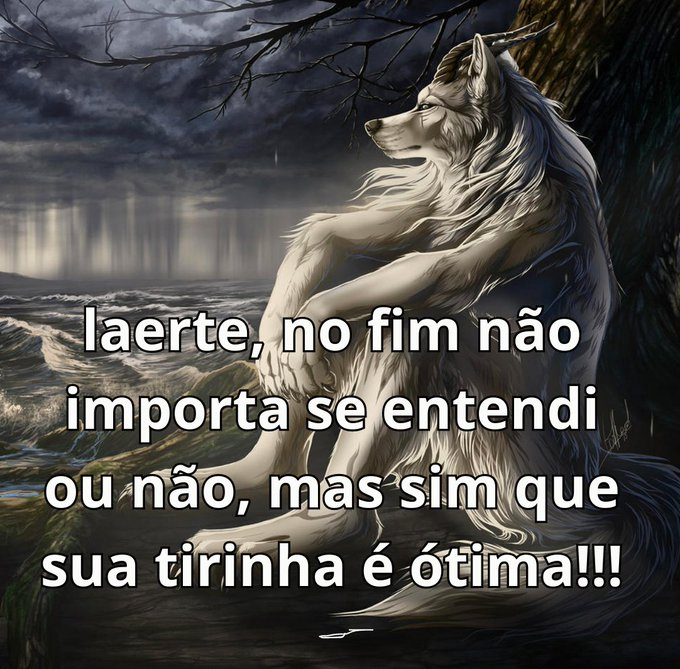 laerte, no fim não
importa se entendi
ou não, mas sim que
sua tirinha é ótima!!!